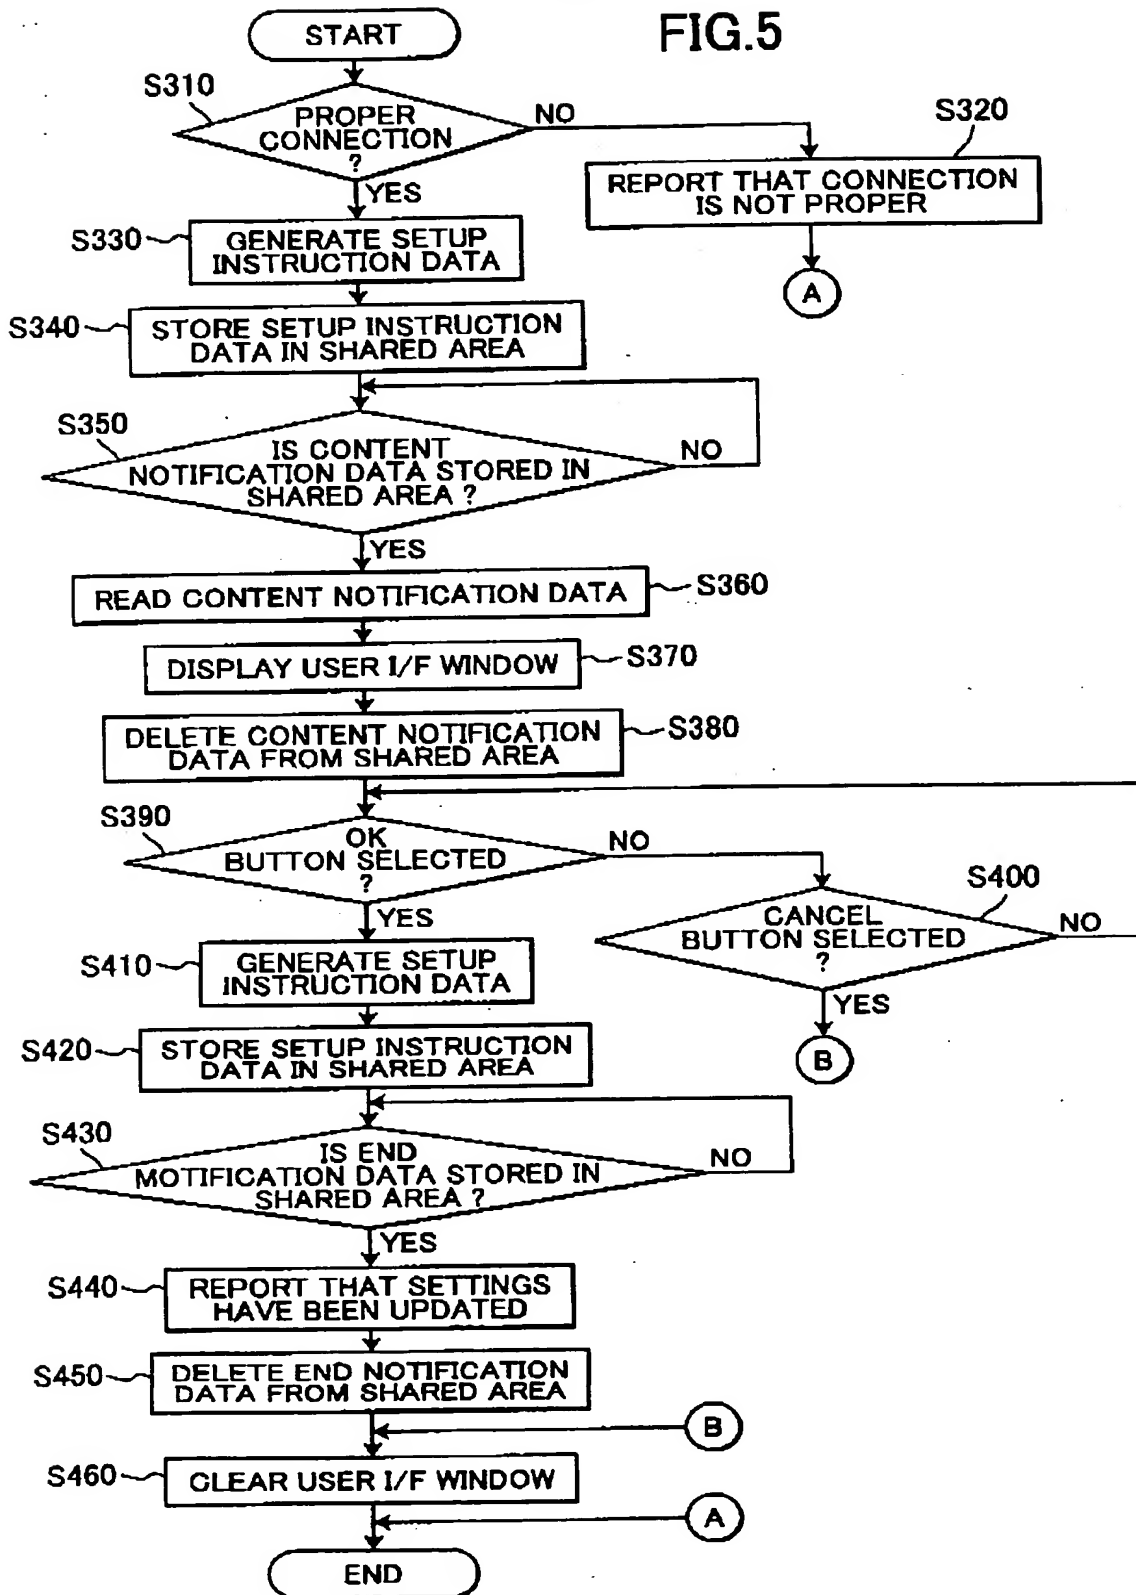 FIG.5
START
S310
PROPER
CONNECTION
?
NO
YES
S320
REPORT THAT CONNECTION
IS NOT PROPER
A
S330
GENERATE SETUP
INSTRUCTION DATA
S340
STORE SETUP INSTRUCTION
DATA IN SHARED AREA
S350
IS CONTENT
NOTIFICATION DATA STORED IN
SHARED AREA ?
NO
YES
READ CONTENT NOTIFICATION DATA
S360
DISPLAY USER I/F WINDOW
S370
DELETE CONTENT NOTIFICATION
DATA FROM SHARED AREA
S380
S390
OK
BUTTON SELECTED
?
NO
YES
S400
CANCEL
BUTTON SELECTED
?
NO
YES
B
S410
GENERATE SETUP
INSTRUCTION DATA
S420
STORE SETUP INSTRUCTION
DATA IN SHARED AREA
S430
IS END
MOTIFICATION DATA STORED IN
SHARED AREA ?
NO
YES
S440
REPORT THAT SETTINGS
HAVE BEEN UPDATED
S450
DELETE END NOTIFICATION
DATA FROM SHARED AREA
B
S460
CLEAR USER I/F WINDOW
A
END